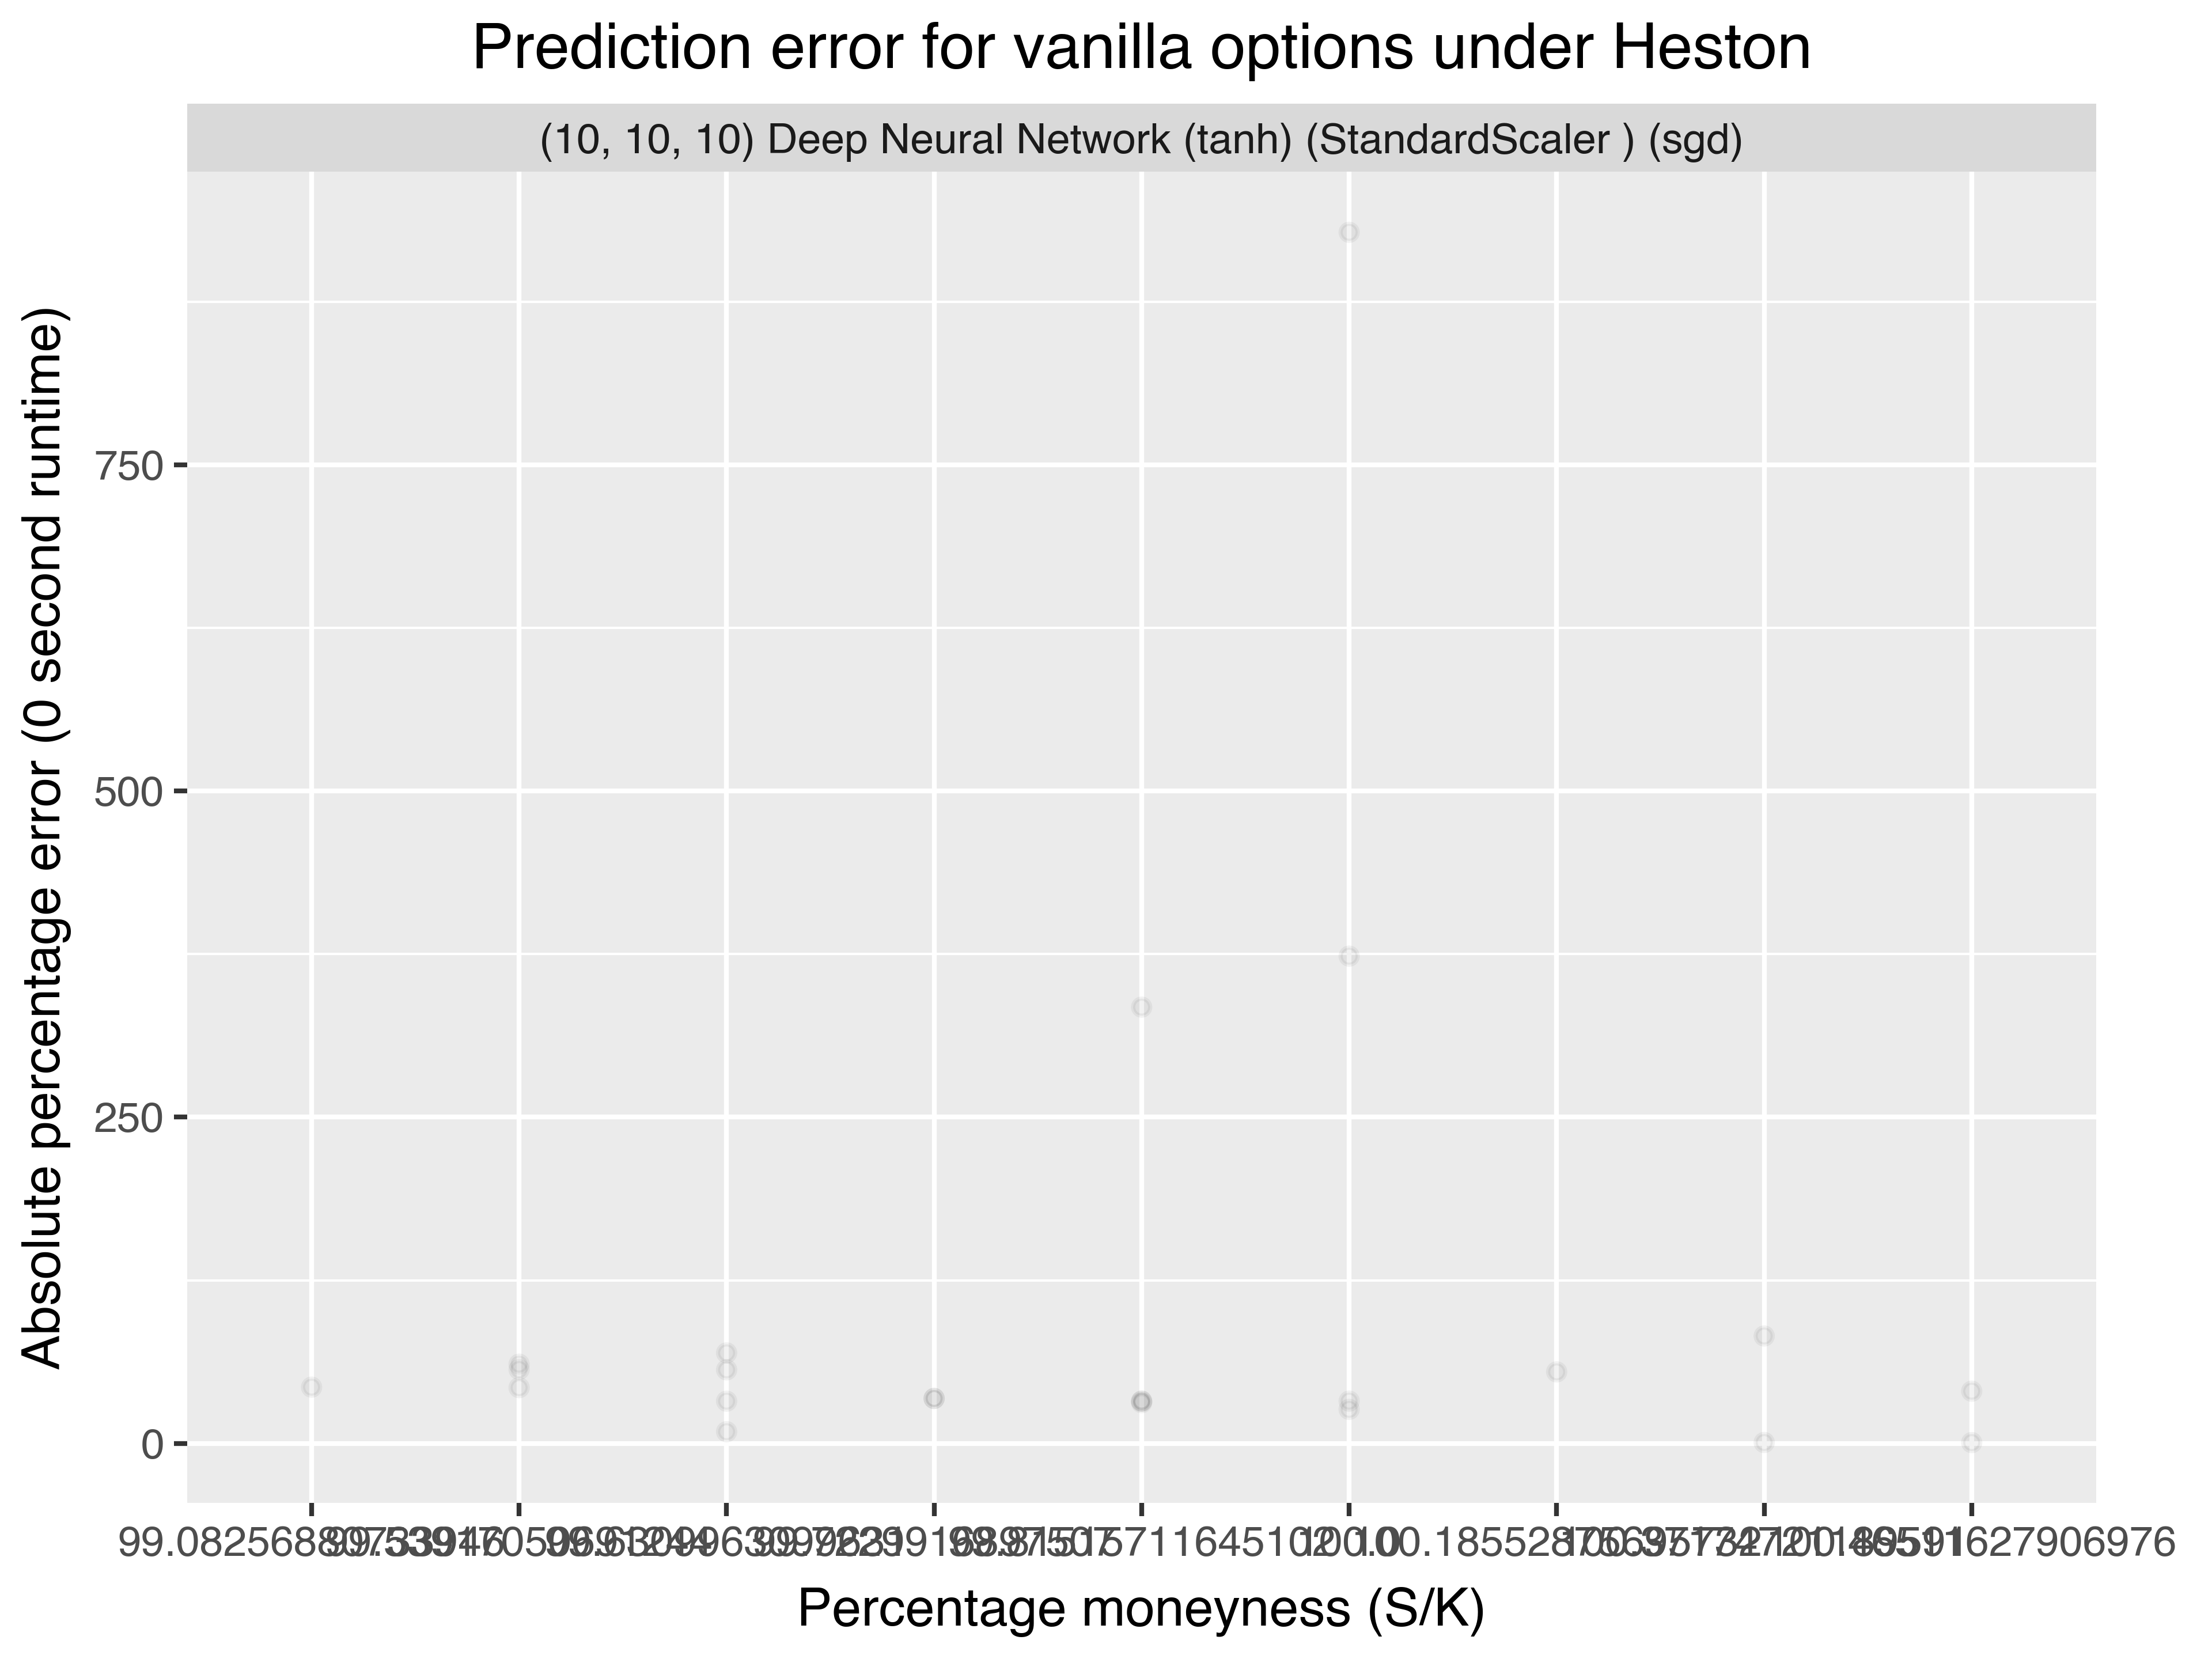 Prediction error for vanilla options under Heston
(10, 10, 10) Deep Neural Network (tanh) (StandardScaler ) (sgd)
Absolute percentage error (0 second runtime)
750
500
250
0
Percentage moneyness (S/K)